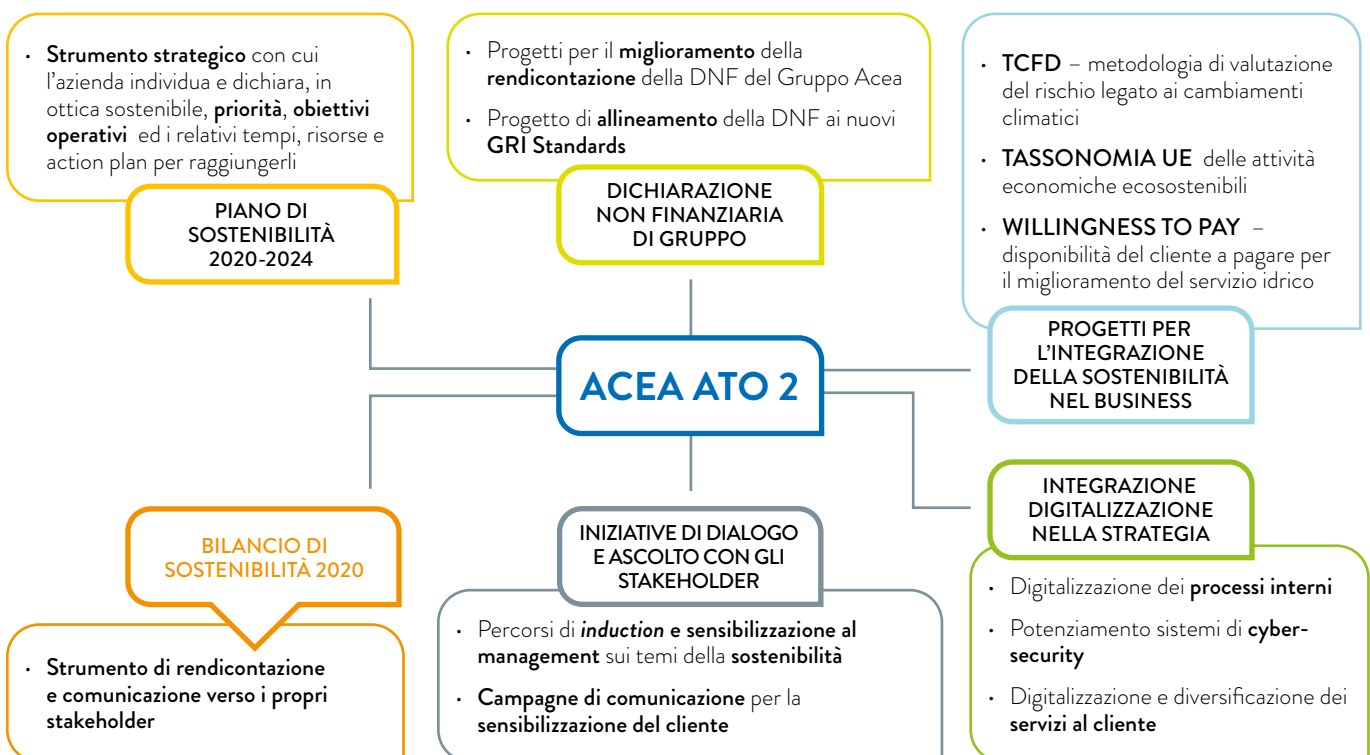 • Strumento strategico con cui
l'azienda individua e dichiara, in
ottica sostenibile, priorità, obiettivi
operativi ed i relativi tempi, risorse e
action plan per raggiungerli
PIANO DI
SOSTENIBILITÀ
2020-2024
• Progetti per il miglioramento della
rendicontazione della DNF del Gruppo Acea
• Progetto di allineamento della DNF ai nuovi
GRI Standards
DICHIARAZIONE
NON FINANZIARIA
DI GRUPPO
• TCFD – metodologia di valutazione
del rischio legato ai cambiamenti
climatici
• TASSONOMIA UE delle attività
economiche ecosostenibili
• WILLINGNESS TO PAY –
disponibilità del cliente a pagare per
il miglioramento del servizio idrico
PROGETTI PER
L'INTEGRAZIONE
DELLA SOSTENIBILITÀ
NEL BUSINESS
ACEA ATO 2
BILANCIO DI
SOSTENIBILITÀ 2020
• Strumento di rendicontazione
e comunicazione verso i propri
stakeholder
INIZIATIVE DI DIALOGO
E ASCOLTO CON GLI
STAKEHOLDER
• Percorsi di induction e sensibilizzazione al
management sui temi della sostenibilità
• Campagne di comunicazione per la
sensibilizzazione del cliente
INTEGRAZIONE
DIGITALIZZAZIONE
NELLA STRATEGIA
• Digitalizzazione dei processi interni
• Potenziamento sistemi di cyber-
security
• Digitalizzazione e diversificazione dei
servizi al cliente